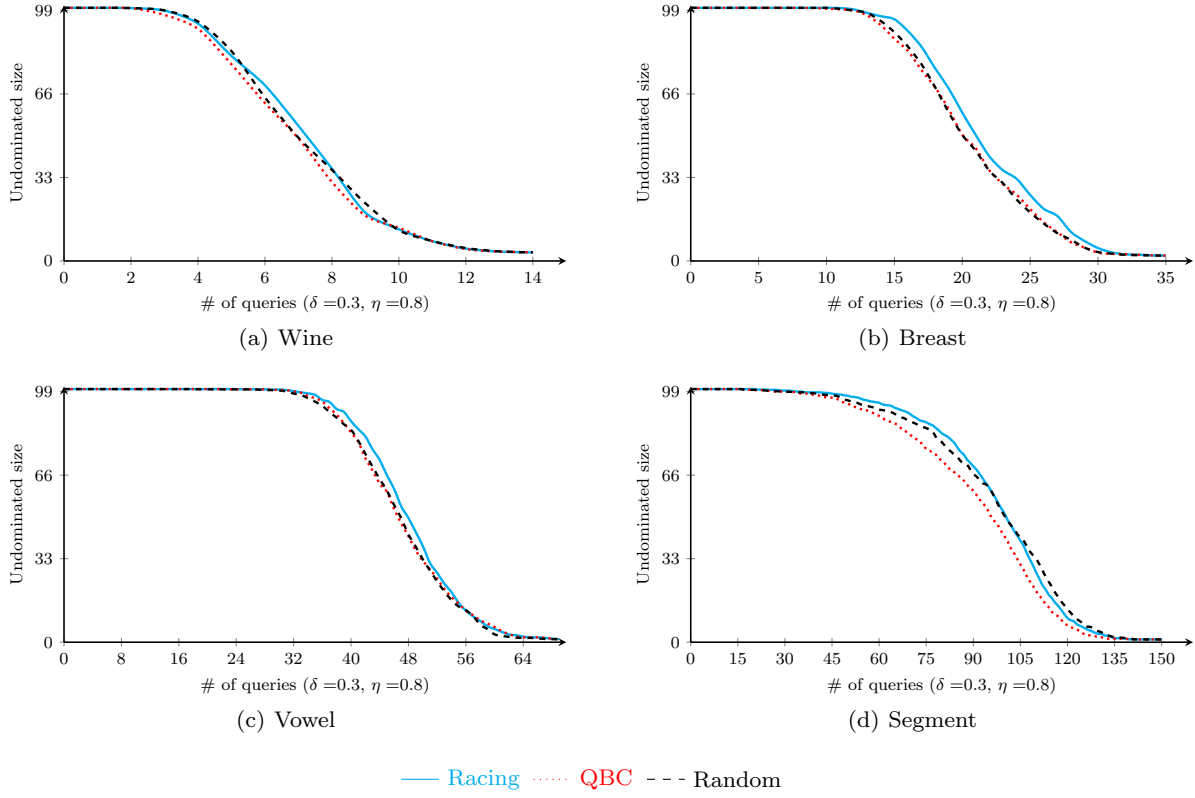 99
66
33
0
Undominated size
0 2 4 6 8 10 12 14
# of queries (δ =0.3, η =0.8)
(a) Wine
99
66
33
0
Undominated size
0 5 10 15 20 25 30 35
# of queries (δ =0.3, η =0.8)
(b) Breast
99
66
33
0
Undominated size
0 8 16 24 32 40 48 56 64
# of queries (δ =0.3, η =0.8)
(c) Vowel
99
66
33
0
Undominated size
0 15 30 45 60 75 90 105 120 135 150
# of queries (δ =0.3, η =0.8)
(d) Segment
Racing QBC Random